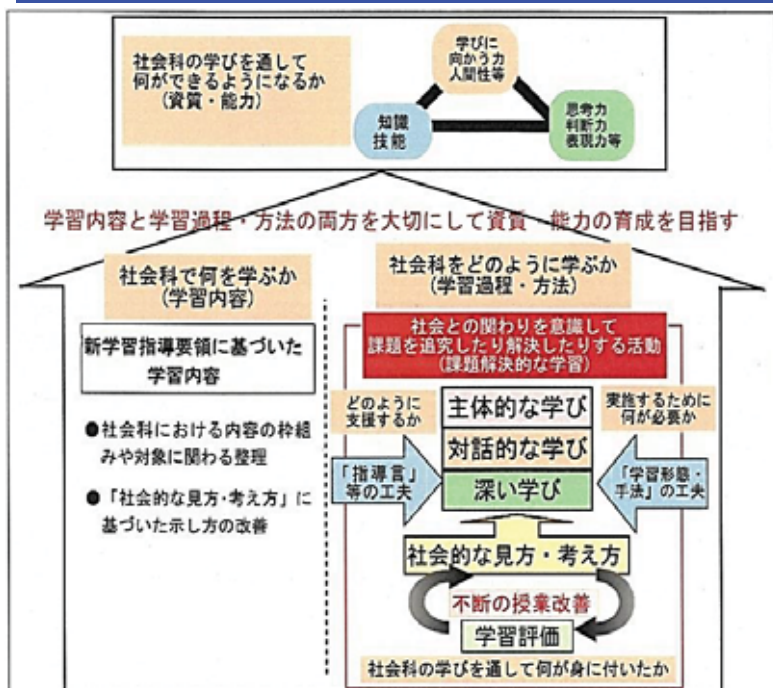 社会科の学びを通して
何ができるようになるか
(資質・能力)
学びに
向かう力
人間性等
知識
技能
思考力
判断力
表現力等
学習内容と学習過程・方法の両方を大切にして資質・能力の育成を目指す
社会科で何を学ぶか
(学習内容)
新学習指導要領に基づいた
学習内容
●社会科における内容の枠組
みや対象に関わる整理
●「社会的な見方・考え方」に
基づいた示し方の改善
社会科をどのように学ぶか
(学習過程・方法)
社会との関わりを意識して
課題を追究したり解決したりする活動
(課題解決的な学習)
どのように
支援するか
「指導言」
等の工夫
主体的な学び
対話的な学び
深い学び
実施するために
何が必要か
「学習形態・
手法」の工夫
社会的な見方・考え方
不断の授業改善
学習評価
社会科の学びを通して何が身に付いたか